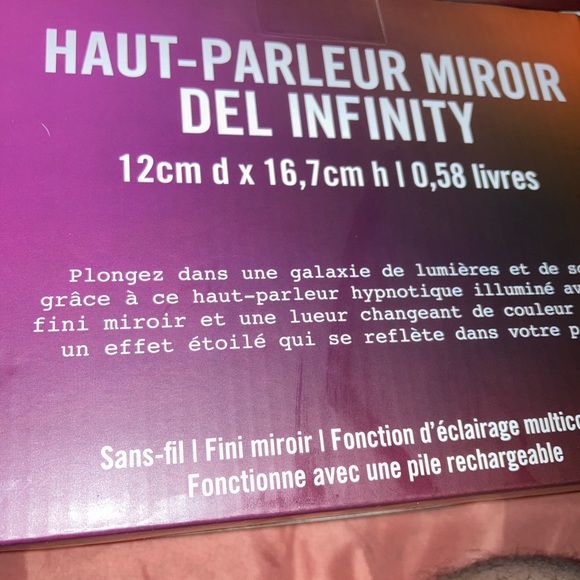 HAUT-PARLEUR MIROIR
DEL INFINITY
12cm d x 16,7cm h | 0,58 livres
Plongez dans une galaxie de lumières et de
grâce à ce haut-parleur hypnotique illuminé
fini miroir et une lueur changeant de couleur
un effet étoilé qui se reflète dans votre
Sans-fil | Fini miroir | Fonction d'éclairage
Fonctionne avec une pile rechargeable